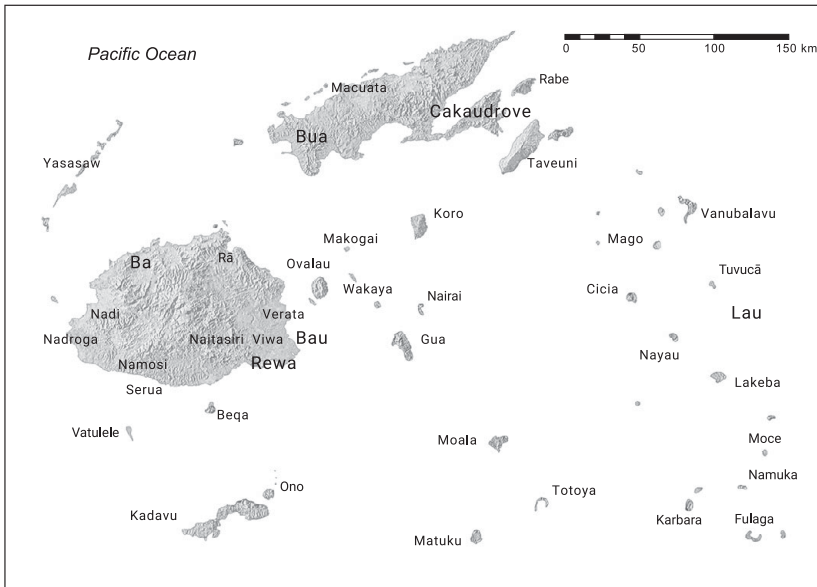 Pacific Ocean
0 50 100 150 km
Rabe
Macuata
Cakaudrove
Bua
Yasasaw
Taveuni
Koro
Vanubalavu
Makogai
Mago
Ba
Rā
Ovalau
Tuvucā
Wakaya
Nairai
Cicia
Nadi
Verata
Lau
Nadroga
Naitasiri
Viwa
Bau
Gua
Nayau
Namosi
Rewa
Serua
Lakeba
Beqa
Vatulele
Moala
Moce
Namuka
Ono
Totoya
Kadavu
Karbara
Fulaga
Matuku